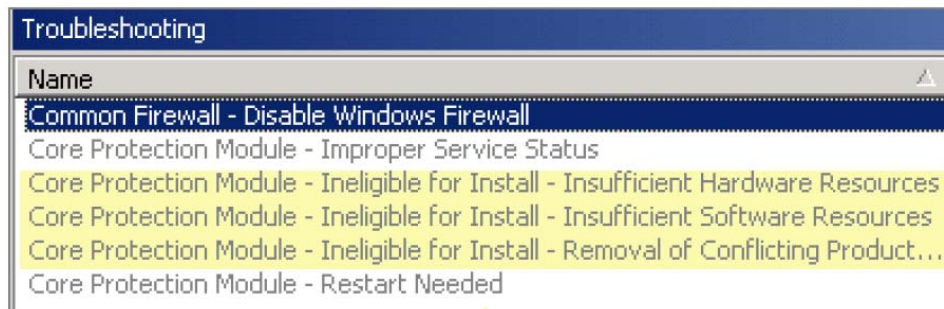 Troubleshooting
Name
Common Firewall - Disable Windows Firewall
Core Protection Module - Improper Service Status
Core Protection Module - Ineligible for Install - Insufficient Hardware Resources
Core Protection Module - Ineligible for Install - Insufficient Software Resources
Core Protection Module - Ineligible for Install - Removal of Conflicting Product...
Core Protection Module - Restart Needed